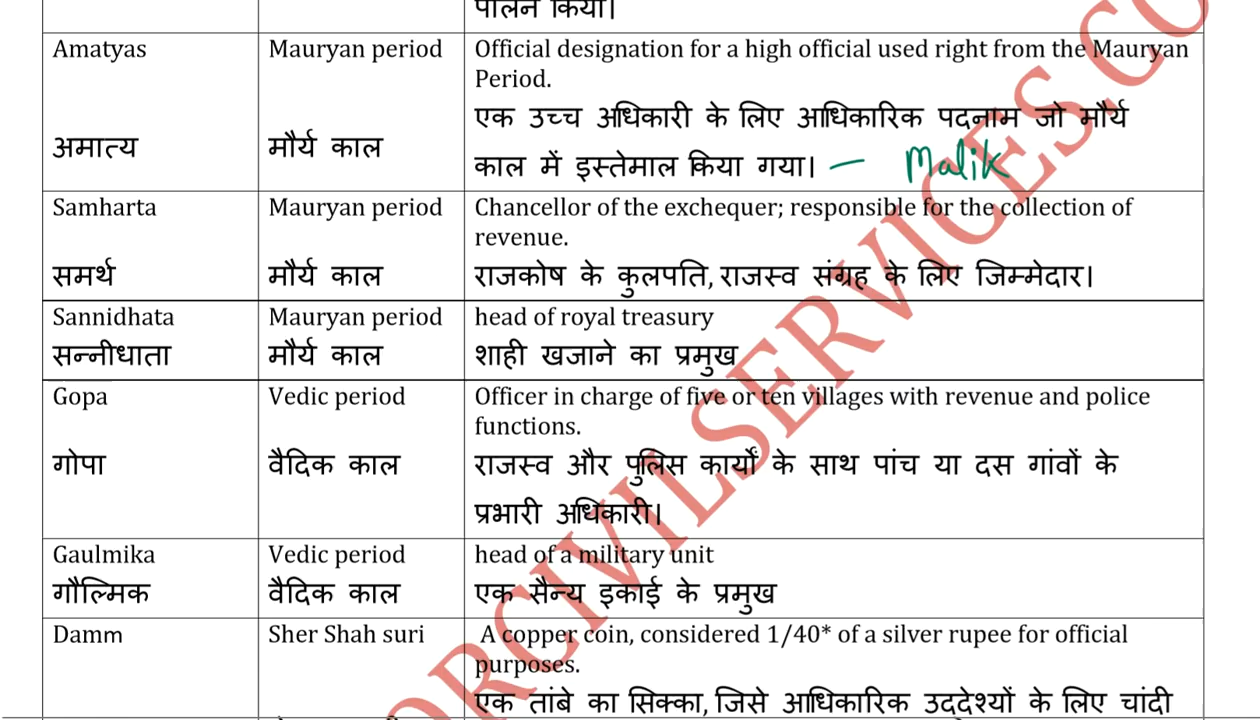 पालन किया।
Amatyas Mauryan period Official designation for a high official used right from the Mauryan
Period.
एक उच्च अधिकारी के लिए आधिकारिक पदनाम जो मौर्य
अमात्य मौर्य काल
काल में इस्तेमाल किया गया। — Malik
Samharta Mauryan period Chancellor of the exchequer; responsible for the collection of
revenue.
समर्थ मौर्य काल राजकोष के कुलपति, राजस्व संग्रह के लिए जिम्मेदार।
Sannidhata Mauryan period head of royal treasury
सन्नीधाता मौर्य काल शाही खजाने का प्रमुख
Gopa Vedic period Officer in charge of five or ten villages with revenue and police
functions.
गोपा वैदिक काल राजस्व और पुलिस कार्यों के साथ पांच या दस गांवों के
प्रभारी अधिकारी।
Gaulmika Vedic period head of a military unit
गौल्मिक वैदिक काल एक सैन्य इकाई के प्रमुख
Damm Sher Shah suri A copper coin, considered 1/40* of a silver rupee for official
purposes.
एक तांबे का सिक्का, जिसे आधिकारिक उददेश्यों के लिए चांदी
ORCIVILSERVICES.CO